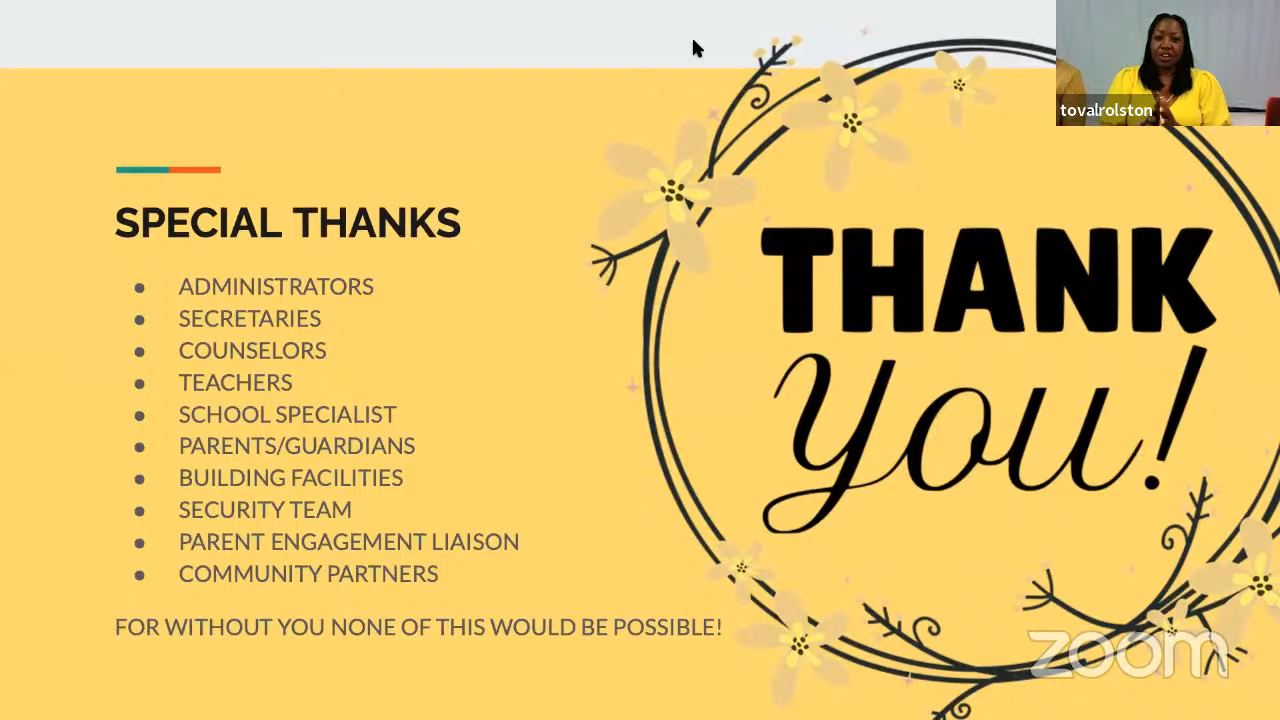 tovalrolston
SPECIAL THANKS
● ADMINISTRATORS
● SECRETARIES
● COUNSELORS
● TEACHERS
● SCHOOL SPECIALIST
● PARENTS/GUARDIANS
● BUILDING FACILITIES
● SECURITY TEAM
● PARENT ENGAGEMENT LIAISON
● COMMUNITY PARTNERS
FOR WITHOUT YOU NONE OF THIS WOULD BE POSSIBLE!
THANK
you!
zoom